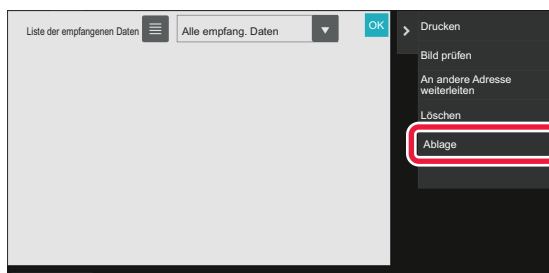 Liste der empfangenen Daten
Alle empfang. Daten
OK
Drucken
Bild prüfen
An andere Adresse
weiterleiten
Löschen
Ablage